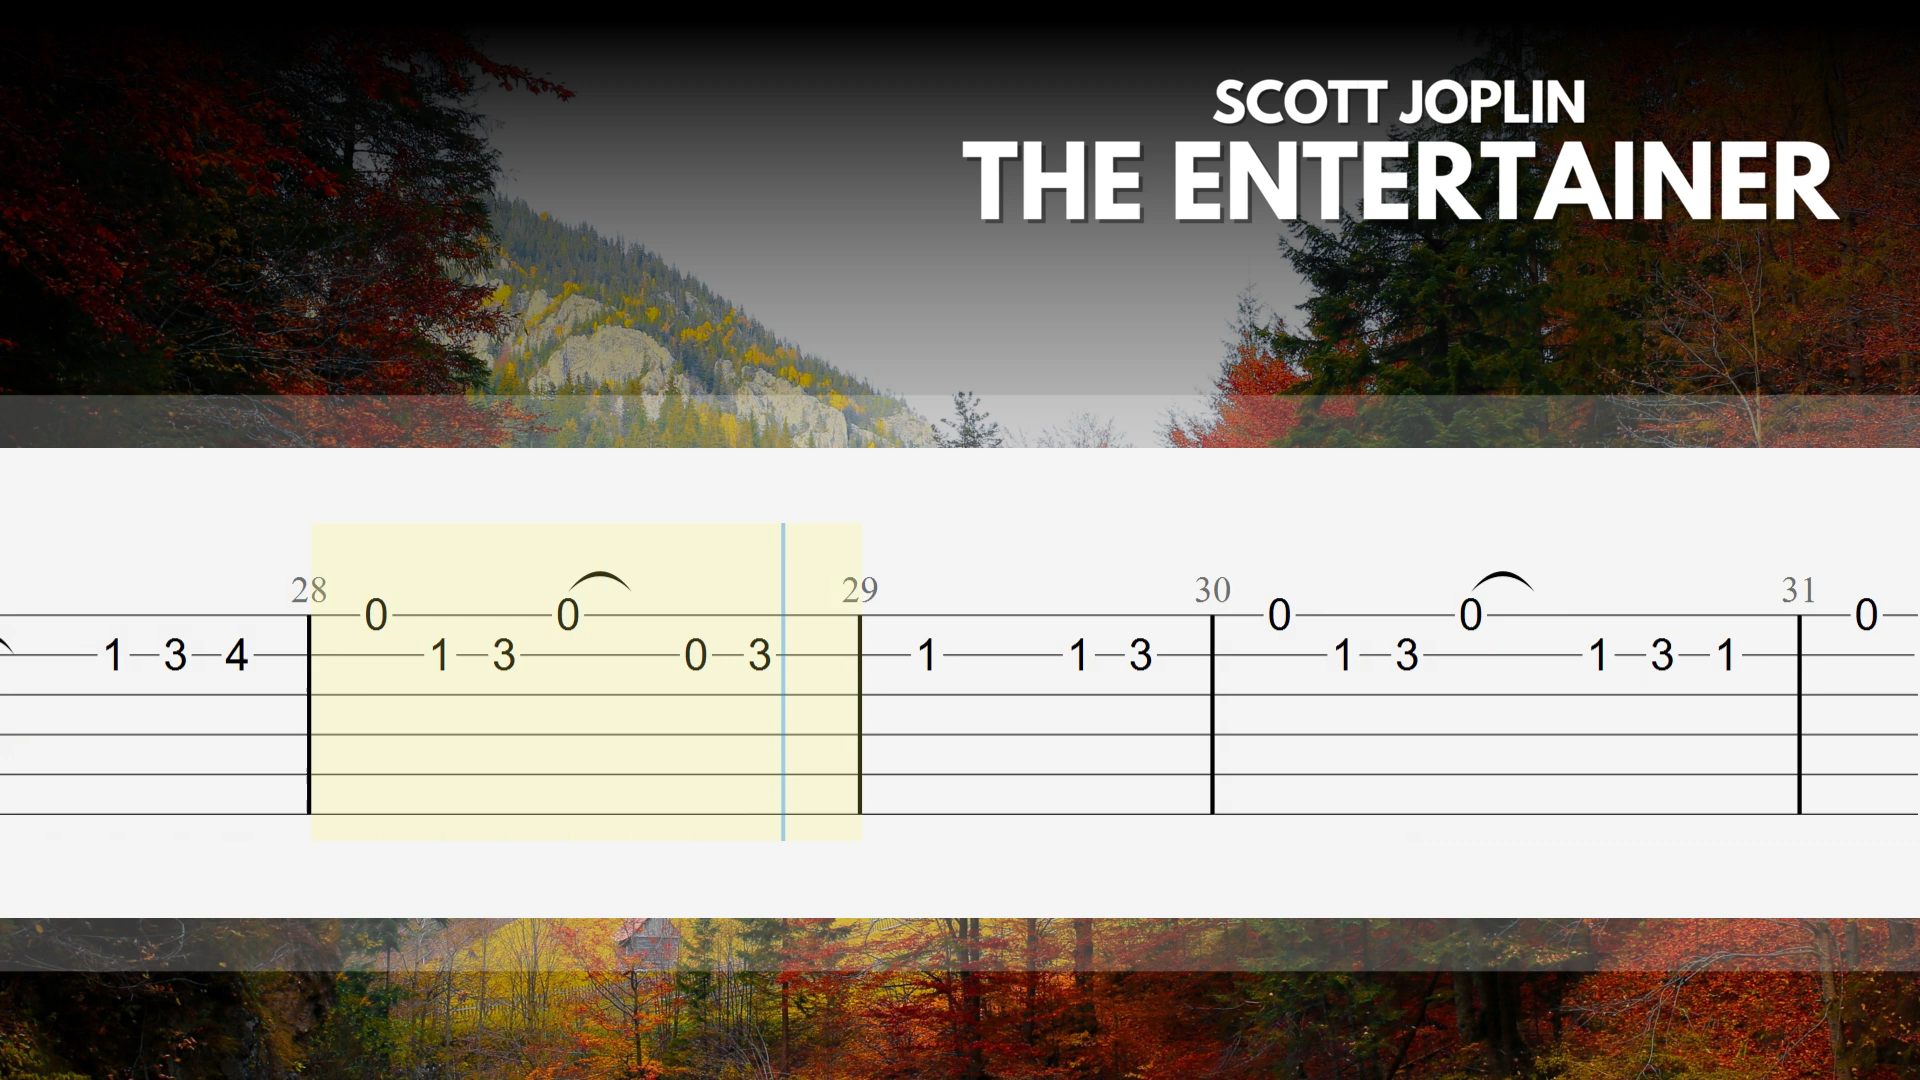 SCOTT JOPLIN
THE ENTERTAINER
28 29 30 31
0 0 0 0 0
1 3 4 1 3 0 3 1 1 3 1 3 1 3 1